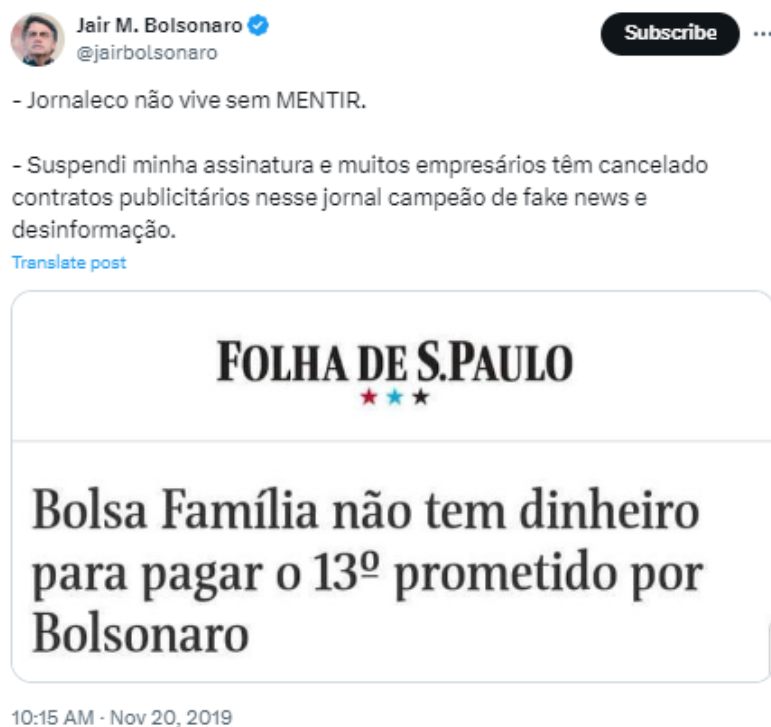 Jair M. Bolsonaro
Subscribe
@jairbolsonaro
- Jornaleco não vive sem MENTIR.
- Suspendi minha assinatura e muitos empresários têm cancelado
contratos publicitários nesse jornal campeão de fake news e
desinformação.
Translate post
FOLHA DE S.PAULO
Bolsa Família não tem dinheiro
para pagar o 13º prometido por
Bolsonaro
10:15 AM · Nov 20, 2019